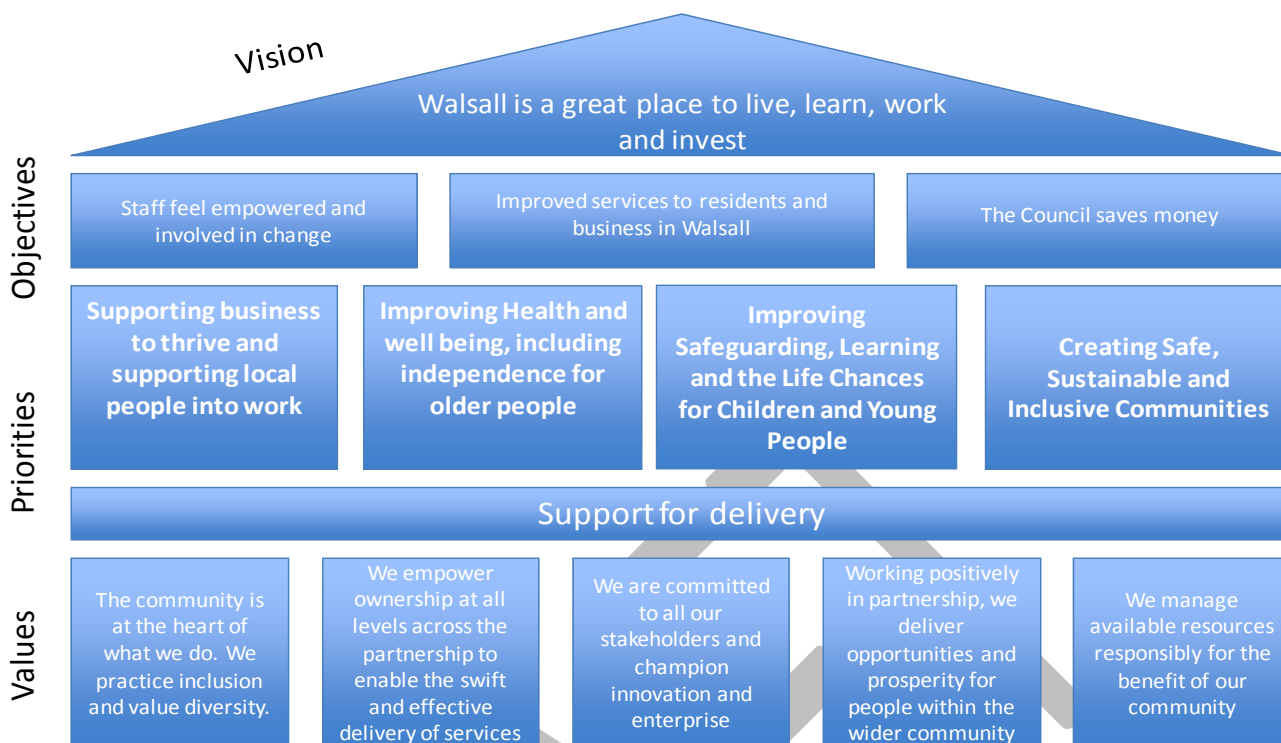 Vision
Walsall is a great place to live, learn, work
and invest
Objectives
Staff feel empowered and
involved in change
Improved services to residents and
business in Walsall
The Council saves money
Priorities
Supporting business
to thrive and
supporting local
people into work
Improving Health and
well being, including
independence for
older people
Improving
Safeguarding, Learning
and the Life Chances
for Children and Young
People
Creating Safe,
Sustainable and
Inclusive Communities
Support for delivery
Values
The community is
at the heart of
what we do. We
practice inclusion
and value diversity.
We empower
ownership at all
levels across the
partnership to
enable the swift
and effective
delivery of services
We are committed
to all our
stakeholders and
champion
innovation and
enterprise
Working positively
in partnership, we
deliver
opportunities and
prosperity for
people within the
wider community
We manage
available resources
responsibly for the
benefit of our
community